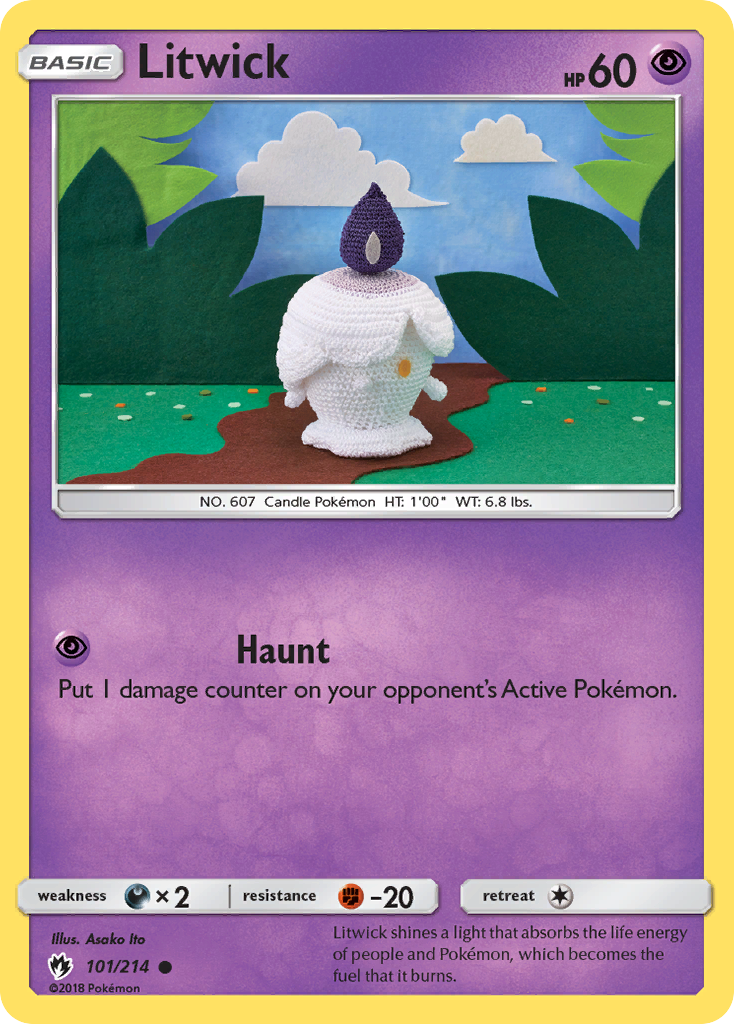 BASIC Litwick HP 60
NO. 607 Candle Pokémon HT: 1'00" WT: 6.8 lbs.
Haunt
Put 1 damage counter on your opponent's Active Pokémon.
weakness ×2 resistance -20 retreat
Illus. Asako Ito
101/214
©2018 Pokémon
Litwick shines a light that absorbs the life energy
of people and Pokémon, which becomes the
fuel that it burns.